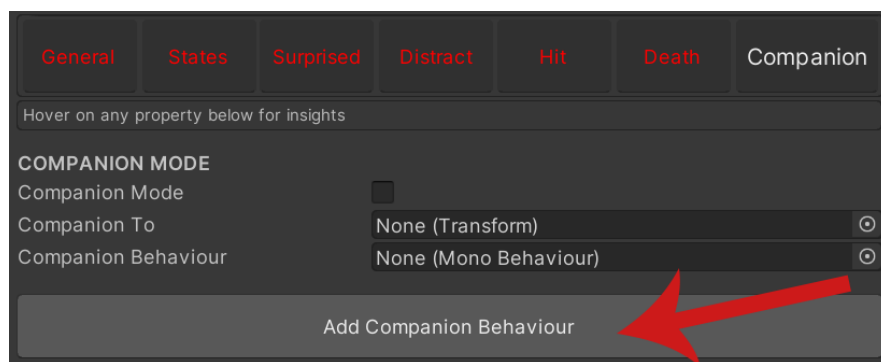 General States Surprised Distract Hit Death Companion
Hover on any property below for insights
COMPANION MODE
Companion Mode
Companion To None (Transform)
Companion Behaviour None (Mono Behaviour)
Add Companion Behaviour